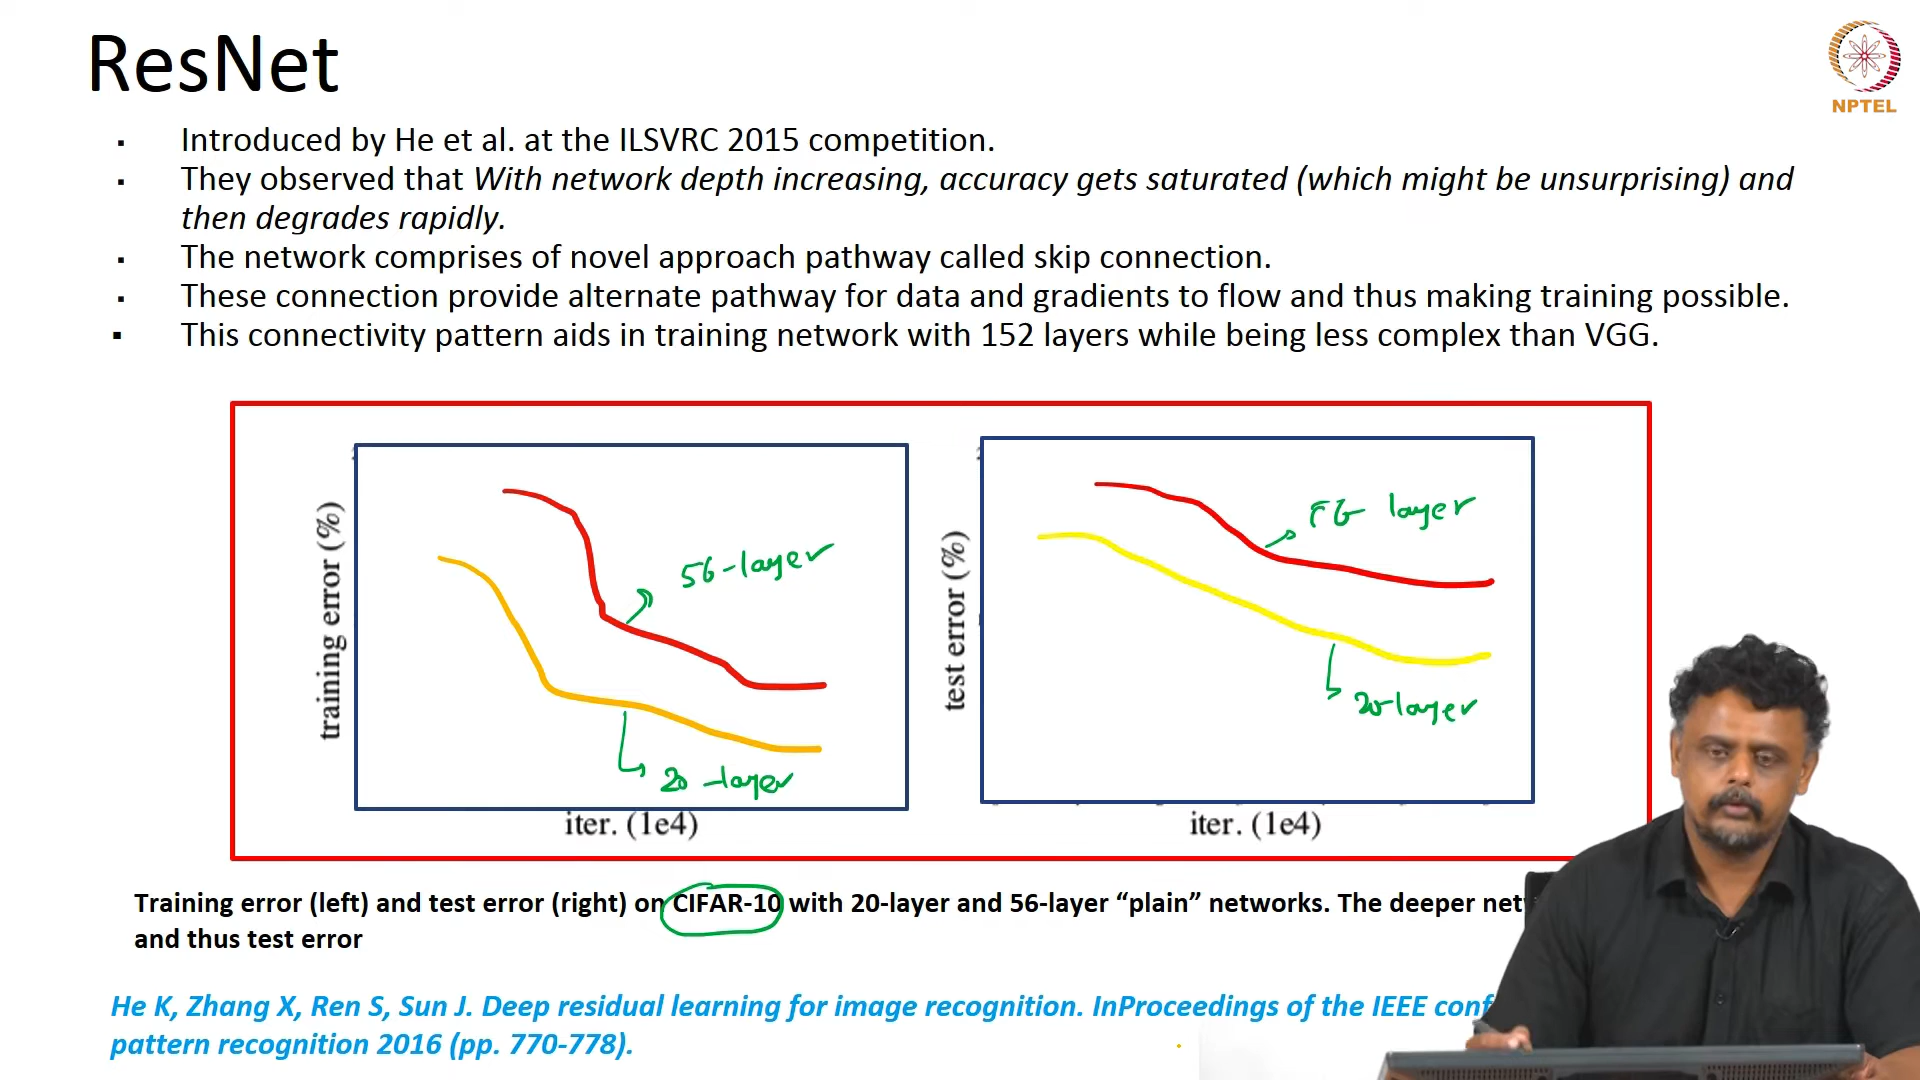 ResNet
NPTEL
▪ Introduced by He et al. at the ILSVRC 2015 competition.
▪ They observed that With network depth increasing, accuracy gets saturated (which might be unsurprising) and
then degrades rapidly.
▪ The network comprises of novel approach pathway called skip connection.
▪ These connection provide alternate pathway for data and gradients to flow and thus making training possible.
▪ This connectivity pattern aids in training network with 152 layers while being less complex than VGG.
training error (%)
56-layer
20-layer
iter. (1e4)
test error (%)
56 layer
20-layer
iter. (1e4)
Training error (left) and test error (right) on CIFAR-10 with 20-layer and 56-layer “plain” networks. The deeper
and thus test error
He K, Zhang X, Ren S, Sun J. Deep residual learning for image recognition. InProceedings of the IEEE
pattern recognition 2016 (pp. 770-778).